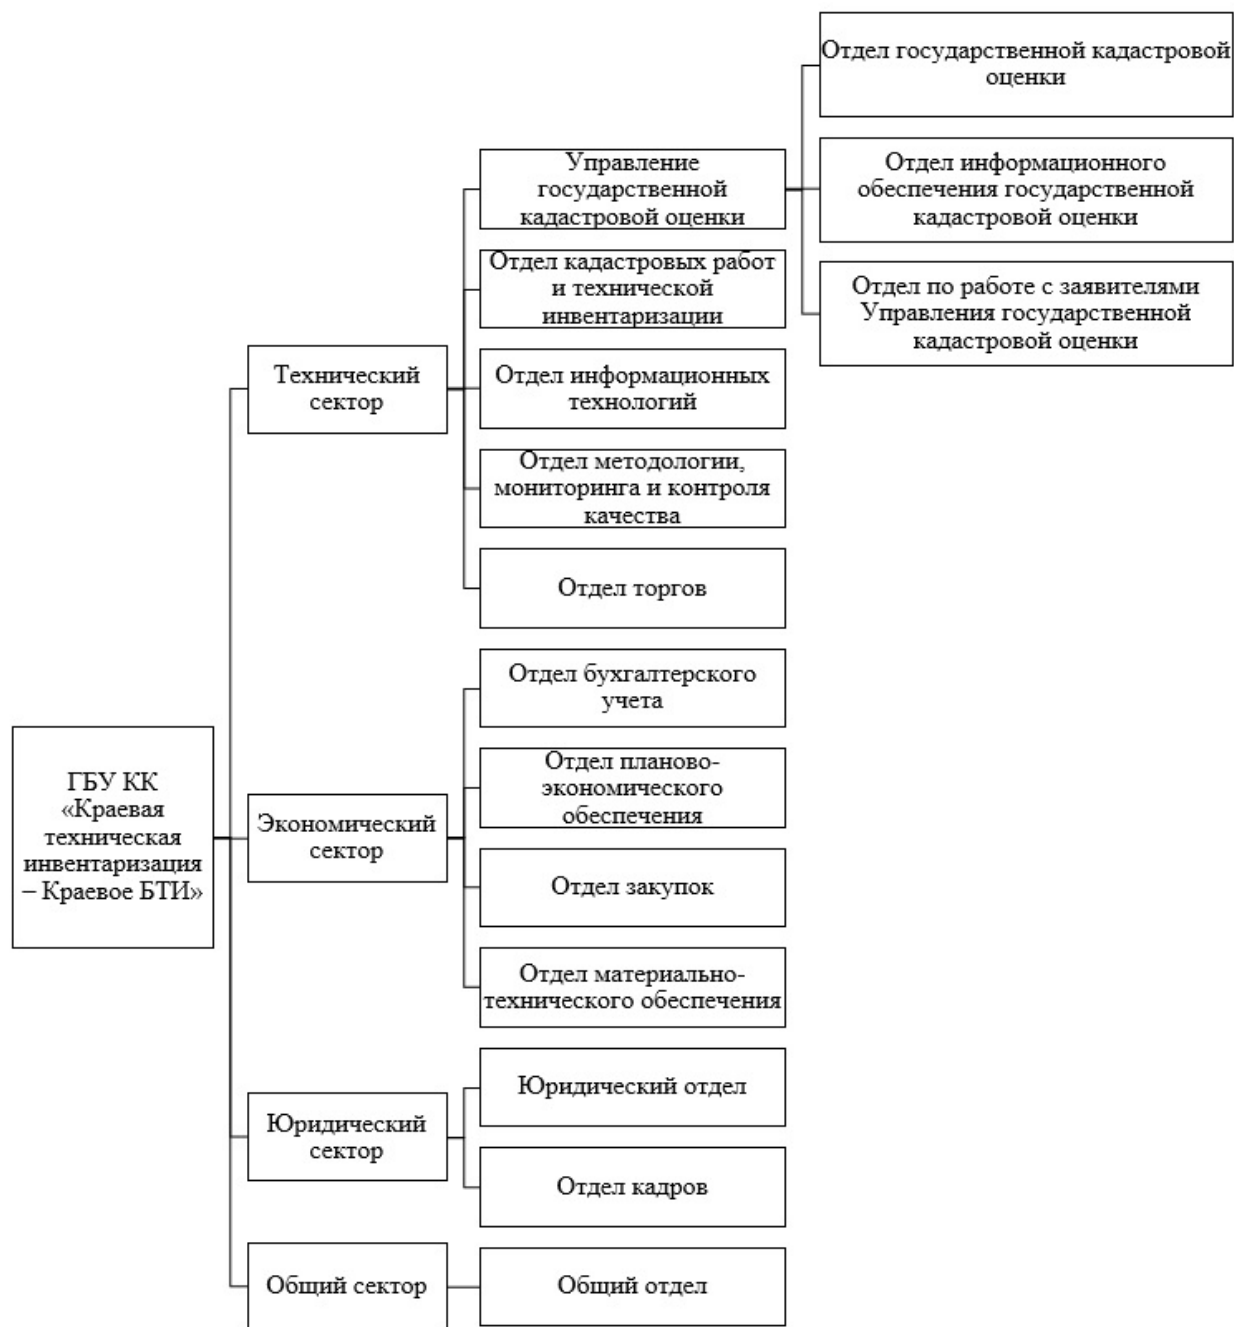 Отдел государственной кадастровой
оценки
Управление
государственной
кадастровой оценки
Отдел информационного
обеспечения государственной
кадастровой оценки
Отдел кадастровых работ
и технической
инвентаризации
Отдел по работе с заявителями
Управления государственной
кадастровой оценки
Технический
сектор
Отдел информационных
технологий
Отдел методологии,
мониторинга и контроля
качества
Отдел торгов
Отдел бухгалтерского
учета
ГБУ КК
«Краевая
техническая
инвентаризация
– Краевое БТИ»
Экономический
сектор
Отдел планово-
экономического
обеспечения
Отдел закупок
Отдел материально-
технического обеспечения
Юридический
сектор
Юридический отдел
Отдел кадров
Общий сектор
Общий отдел